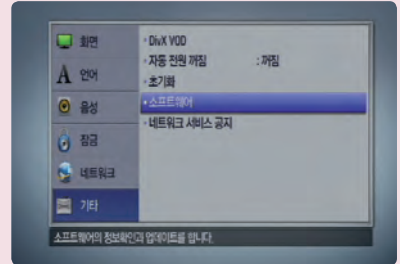 화면
언어
음성
잠금
네트워크
기타
DivX VOD
자동 전원 꺼짐 : 꺼짐
초기화
소프트웨어
네트워크 서비스 공지
소프트웨어의 정보확인과 업데이트를 합니다.